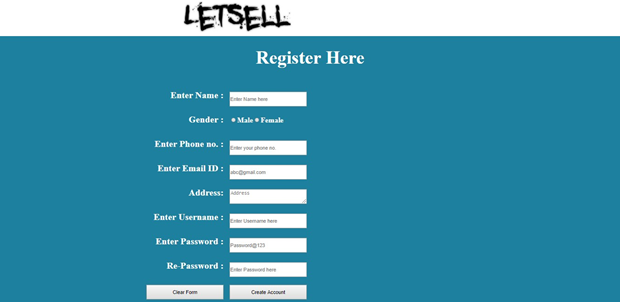 LETSELL
Register Here
Enter Name : Enter Name here
Gender : Male Female
Enter Phone no. : Enter your phone no.
Enter Email ID : abc@gmail.com
Address: Address
Enter Username : Enter Username here
Enter Password : Password@123
Re-Password : Enter Password here
Clear Form Create Account